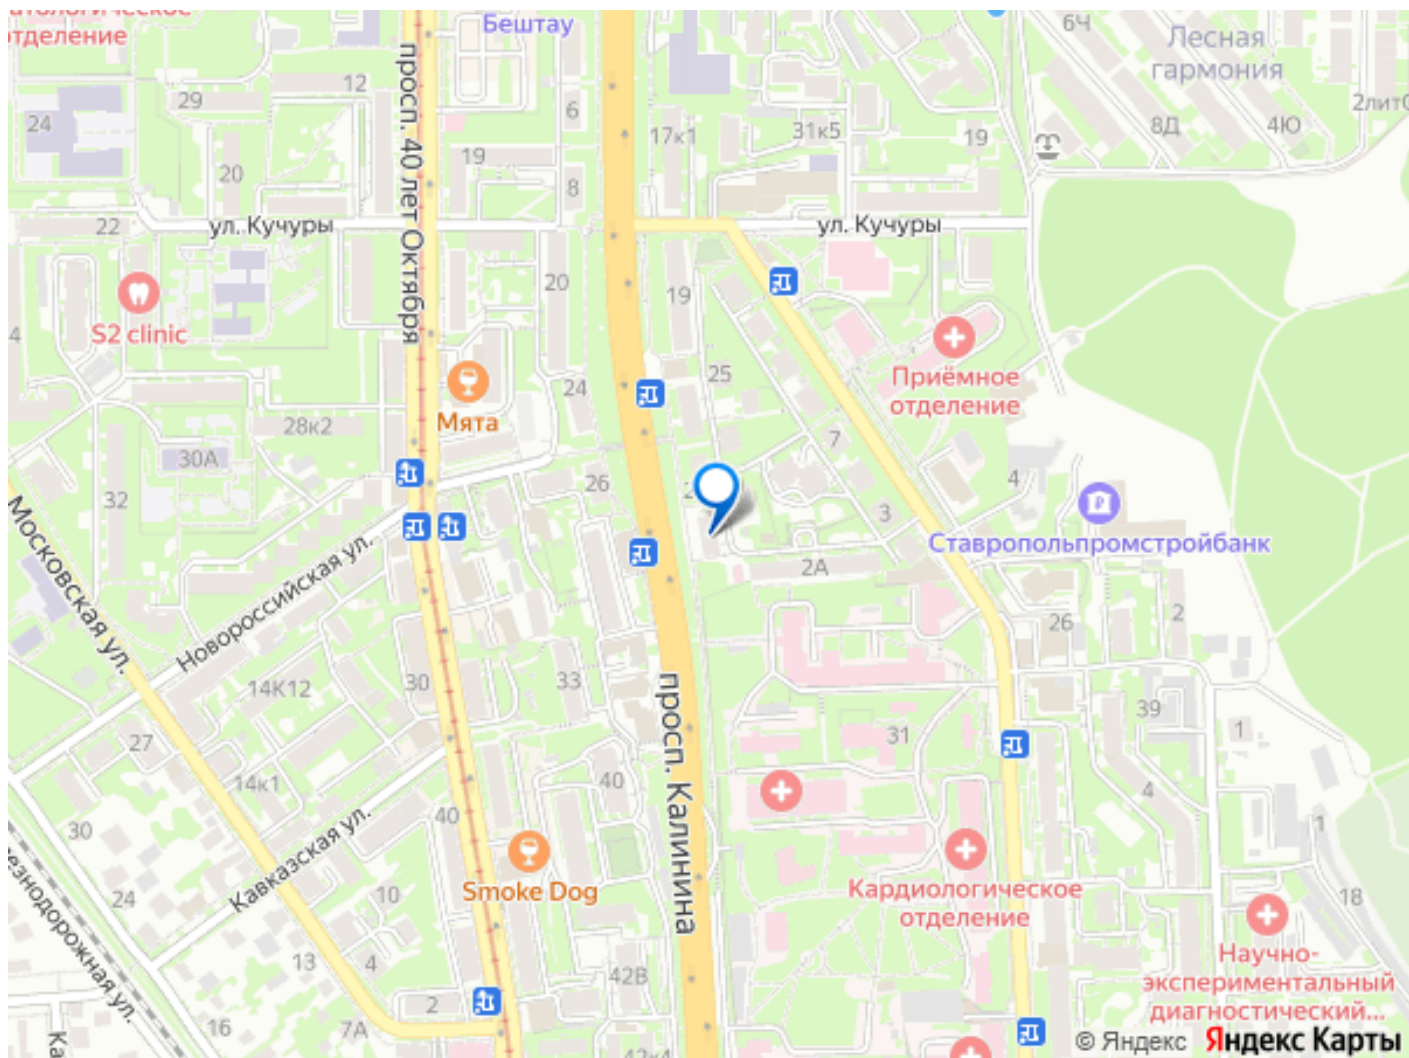 отделение
Бештау
6Ч
Лесная
гармония
12
29
24
6
17к1
31к5
19
8Д
4Ю
просп. 40 лет Октября
20
19
8
22
ул. Кучуры
ул. Кучуры
20
19
S2 clinic
4
25
Приёмное
отделение
24
Мята
28к2
7
30А
26
4
32
3
Московская ул.
Ставропольпромстройбанк
Новороссийская ул.
2А
2
26
14К12
30
33
просп. Калинина
39
31
1
27
14к1
40
4
30
40
1
Кавказская ул.
Smoke Dog
Кардиологическое
отделение
24
10
18
Научно-
экспериментальный
диагностический...
13
4
42В
2
16
7А
42к4
© Яндекс Яндекс Карты